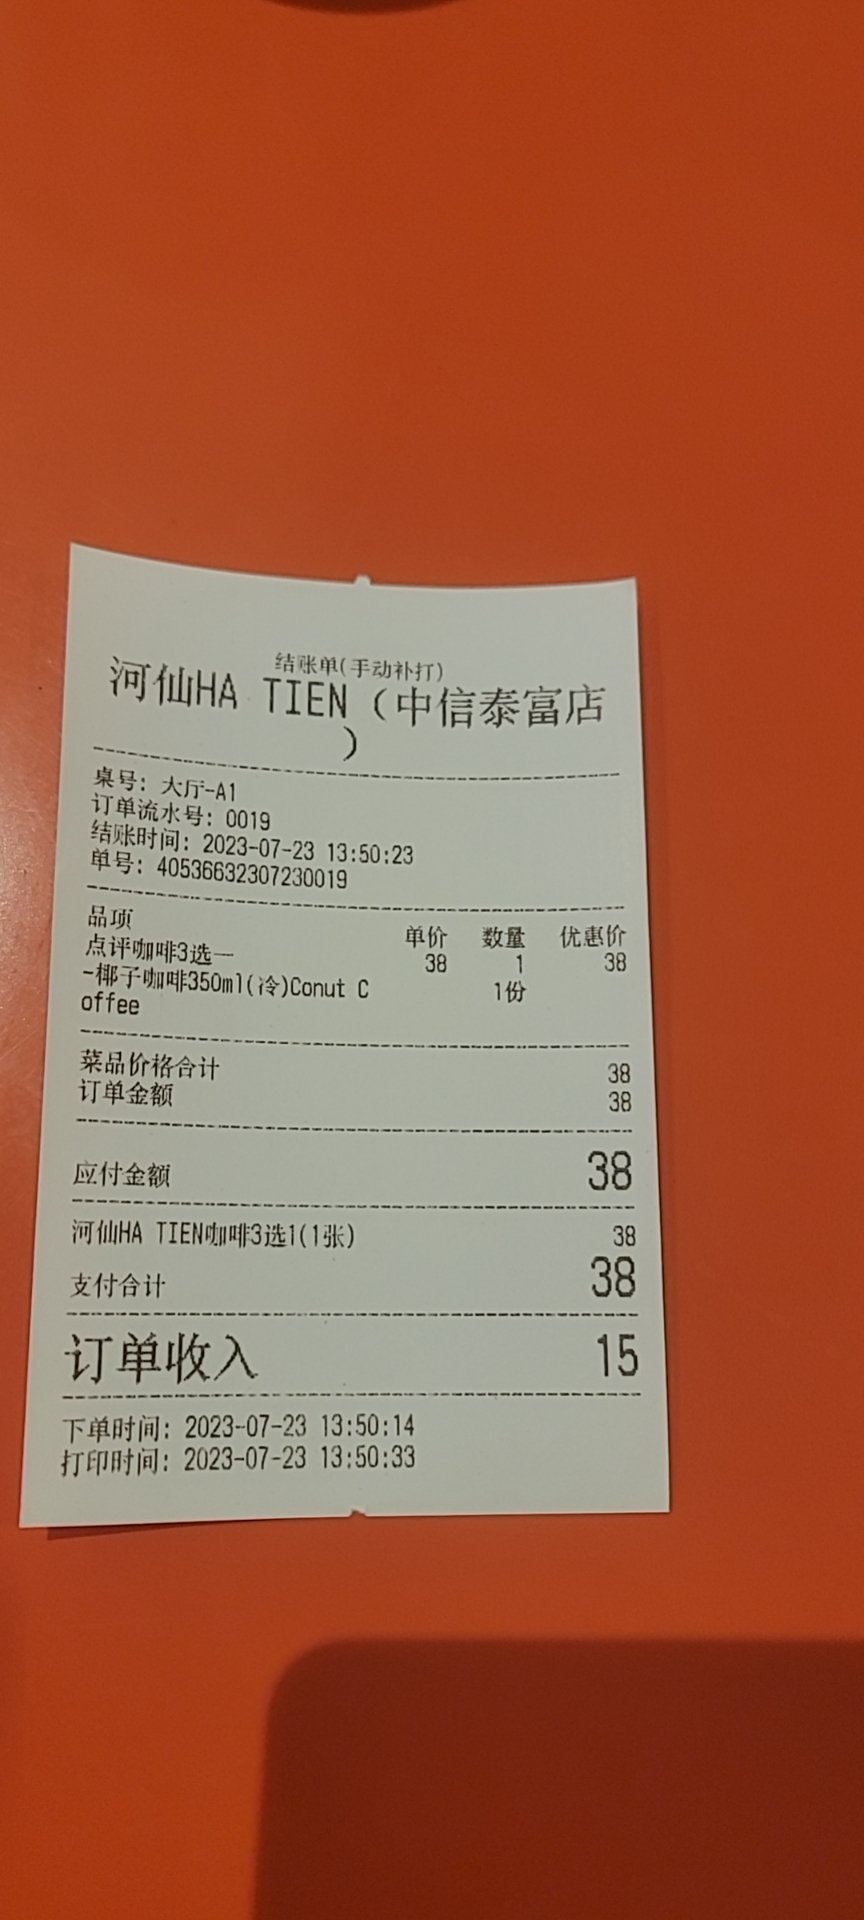 结账单(手动补打)
河仙HA TIEN（中信泰富店
）
桌号: 大厅-A1
订单流水号: 0019
结账时间: 2023-07-23 13:50:23
单号: 40536632307230019
品项 单价 数量 优惠价
点评咖啡3选一 38 1 38
-椰子咖啡350ml(冷)Conut C 1份
offee
菜品价格合计 38
订单金额 38
应付金额 38
河仙HA TIEN咖啡3选1(1张) 38
支付合计 38
订单收入 15
下单时间: 2023-07-23 13:50:14
打印时间: 2023-07-23 13:50:33